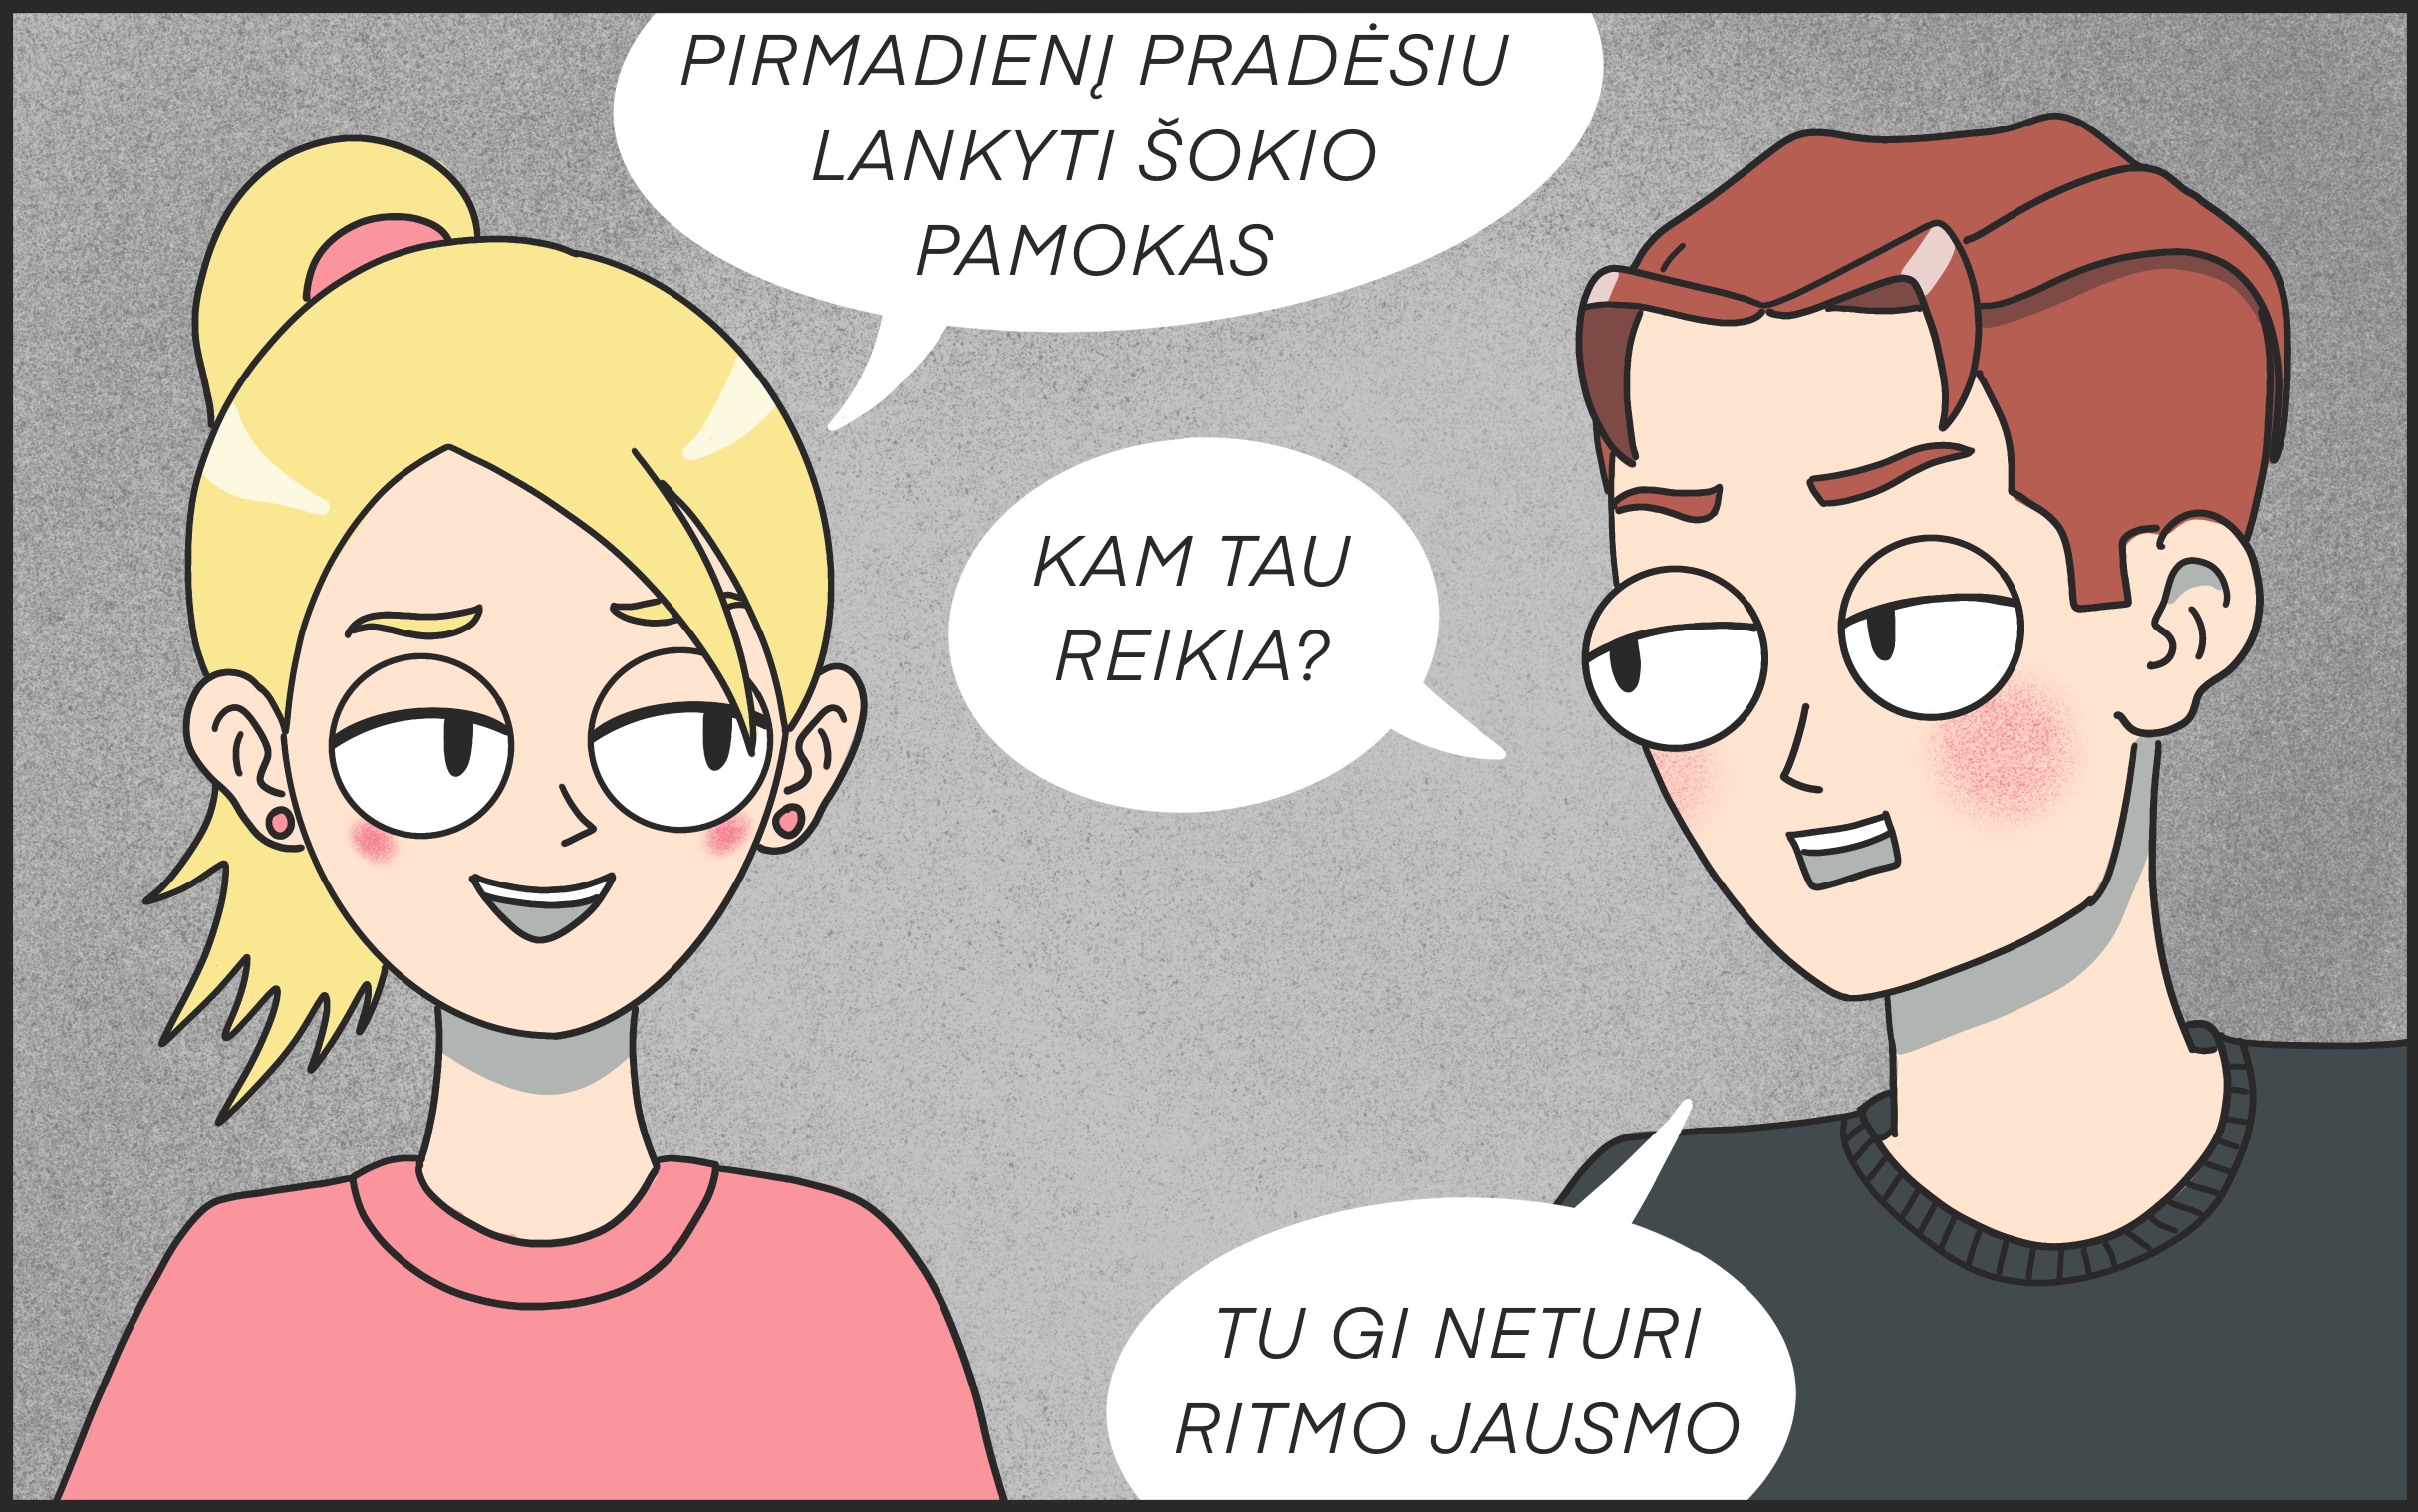 PIRMADIENĮ PRADĖSIU
LANKYTI ŠOKIO
PAMOKAS
KAM TAU
REIKIA?
TU GI NETURI
RITMO JAUSMO